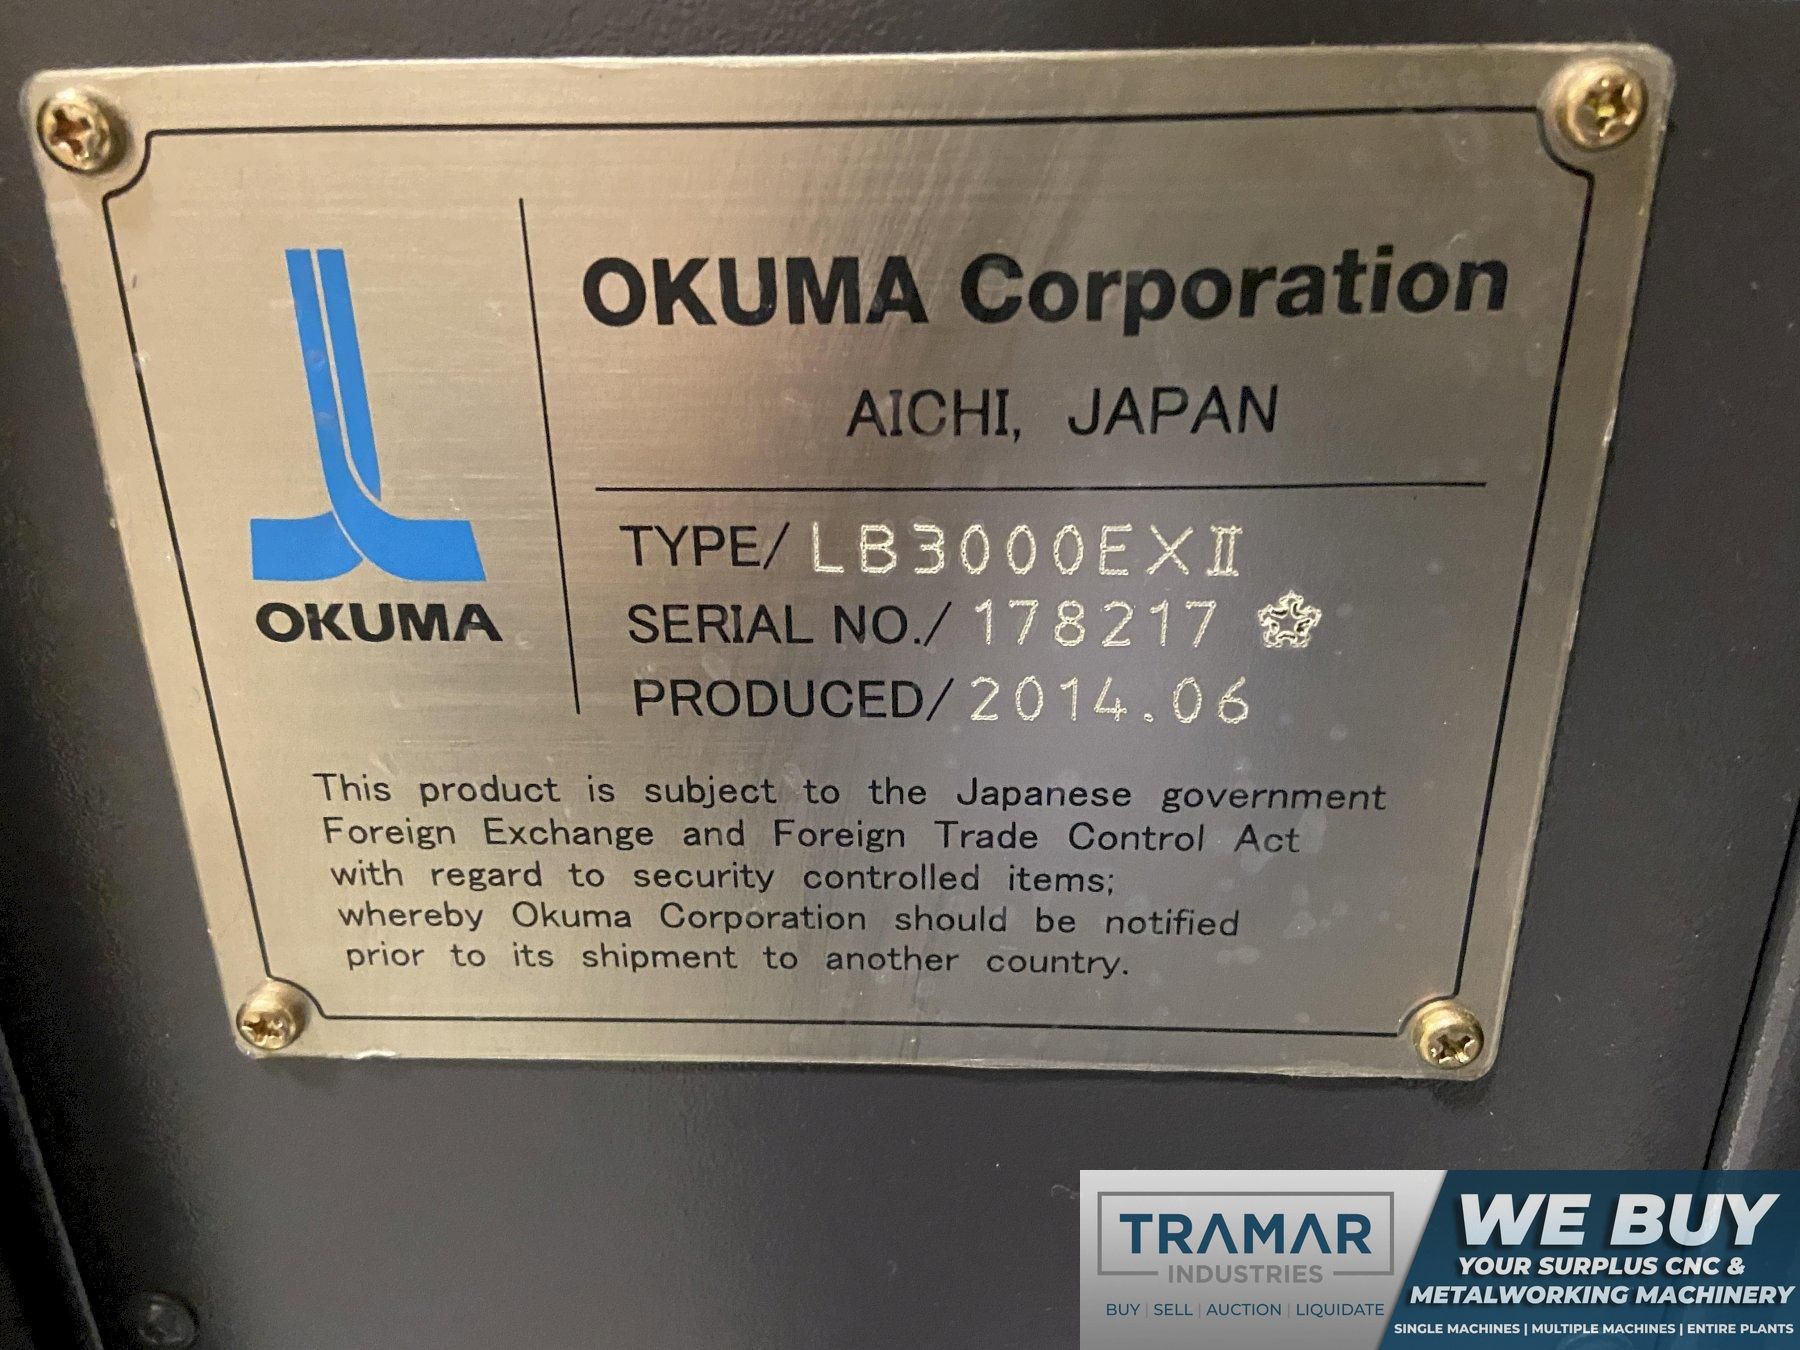 OKUMA Corporation
AICHI, JAPAN
OKUMA
TYPE/ LB3000EXⅡ
SERIAL NO./ 178217
PRODUCED/ 2014.06
This product is subject to the Japanese government
Foreign Exchange and Foreign Trade Control Act
with regard to security controlled items;
whereby Okuma Corporation should be notified
prior to its shipment to another country.
TRAMAR
INDUSTRIES
BUY | SELL | AUCTION | LIQUIDATE
WE BUY
YOUR SURPLUS CNC &
METALWORKING MACHINERY
SINGLE MACHINES | MULTIPLE MACHINES | ENTIRE PLANTS